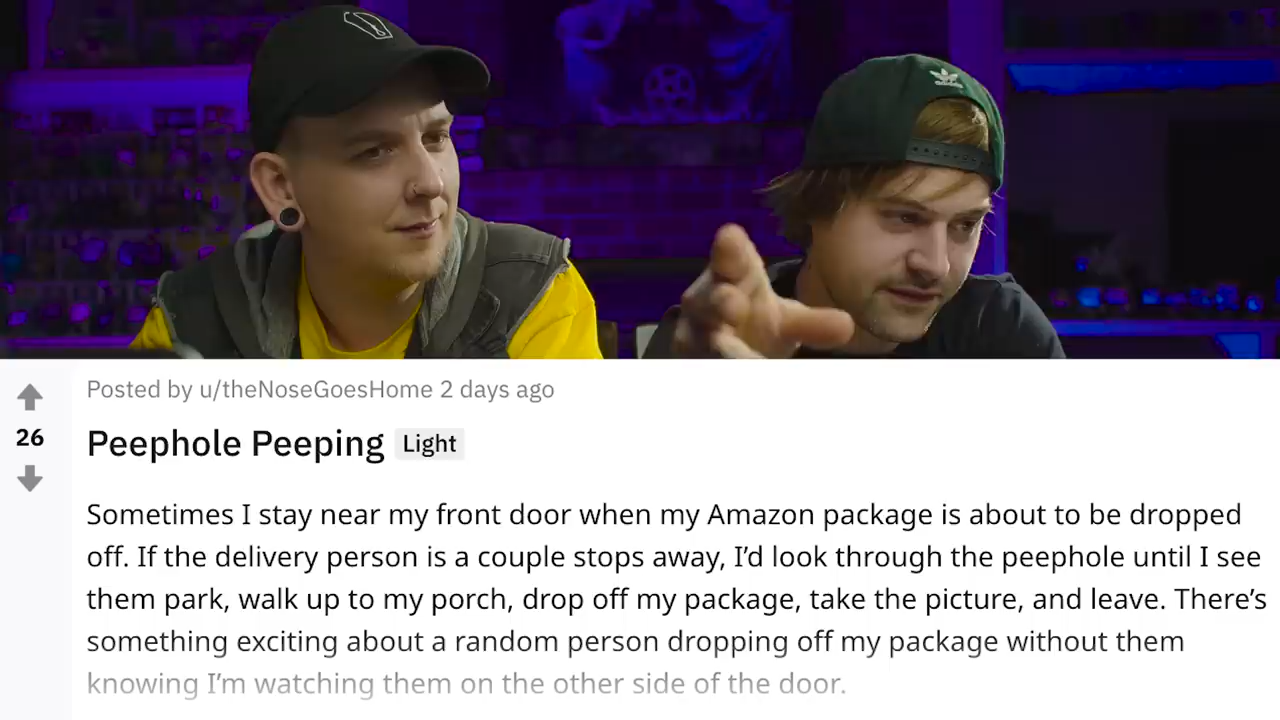 Posted by u/theNoseGoesHome 2 days ago
26
Peephole Peeping Light
Sometimes I stay near my front door when my Amazon package is about to be dropped
off. If the delivery person is a couple stops away, I’d look through the peephole until I see
them park, walk up to my porch, drop off my package, take the picture, and leave. There’s
something exciting about a random person dropping off my package without them
knowing I’m watching them on the other side of the door.